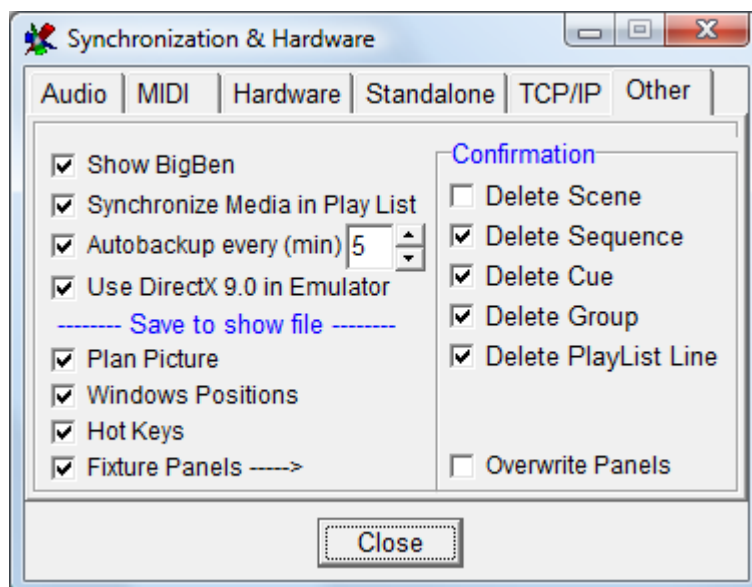 Synchronization & Hardware
Audio MIDI Hardware Standalone TCP/IP Other
Show BigBen
Synchronize Media in Play List
Autobackup every (min) 5
Use DirectX 9.0 in Emulator
-------- Save to show file --------
Plan Picture
Windows Positions
Hot Keys
Fixture Panels ----->
Confirmation
Delete Scene
Delete Sequence
Delete Cue
Delete Group
Delete PlayList Line
Overwrite Panels
Close